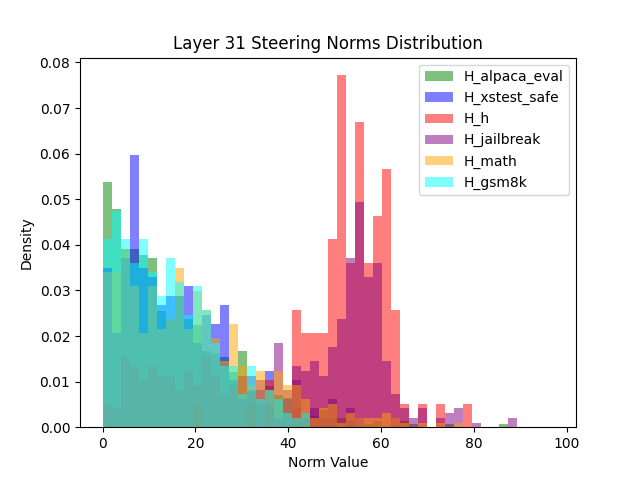 Layer 31 Steering Norms Distribution
0.08
0.07
0.06
0.05
0.04
0.03
0.02
0.01
0.00
Density
H_alpaca_eval
H_xstest_safe
H_h
H_jailbreak
H_math
H_gsm8k
0 20 40 60 80 100
Norm Value